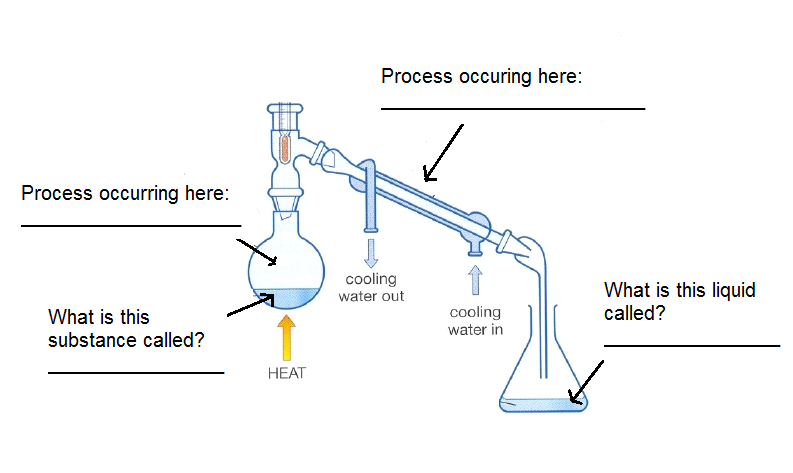 Process occuring here:
Process occurring here:
What is this
substance called?
HEAT
cooling
water out
cooling
water in
What is this liquid
called?